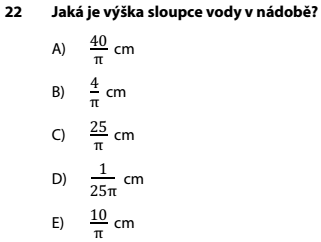 22 Jaká je výška sloupce vody v nádobě?
A) 40/π cm
B) 4/π cm
C) 25/π cm
D) 1/25π cm
E) 10/π cm